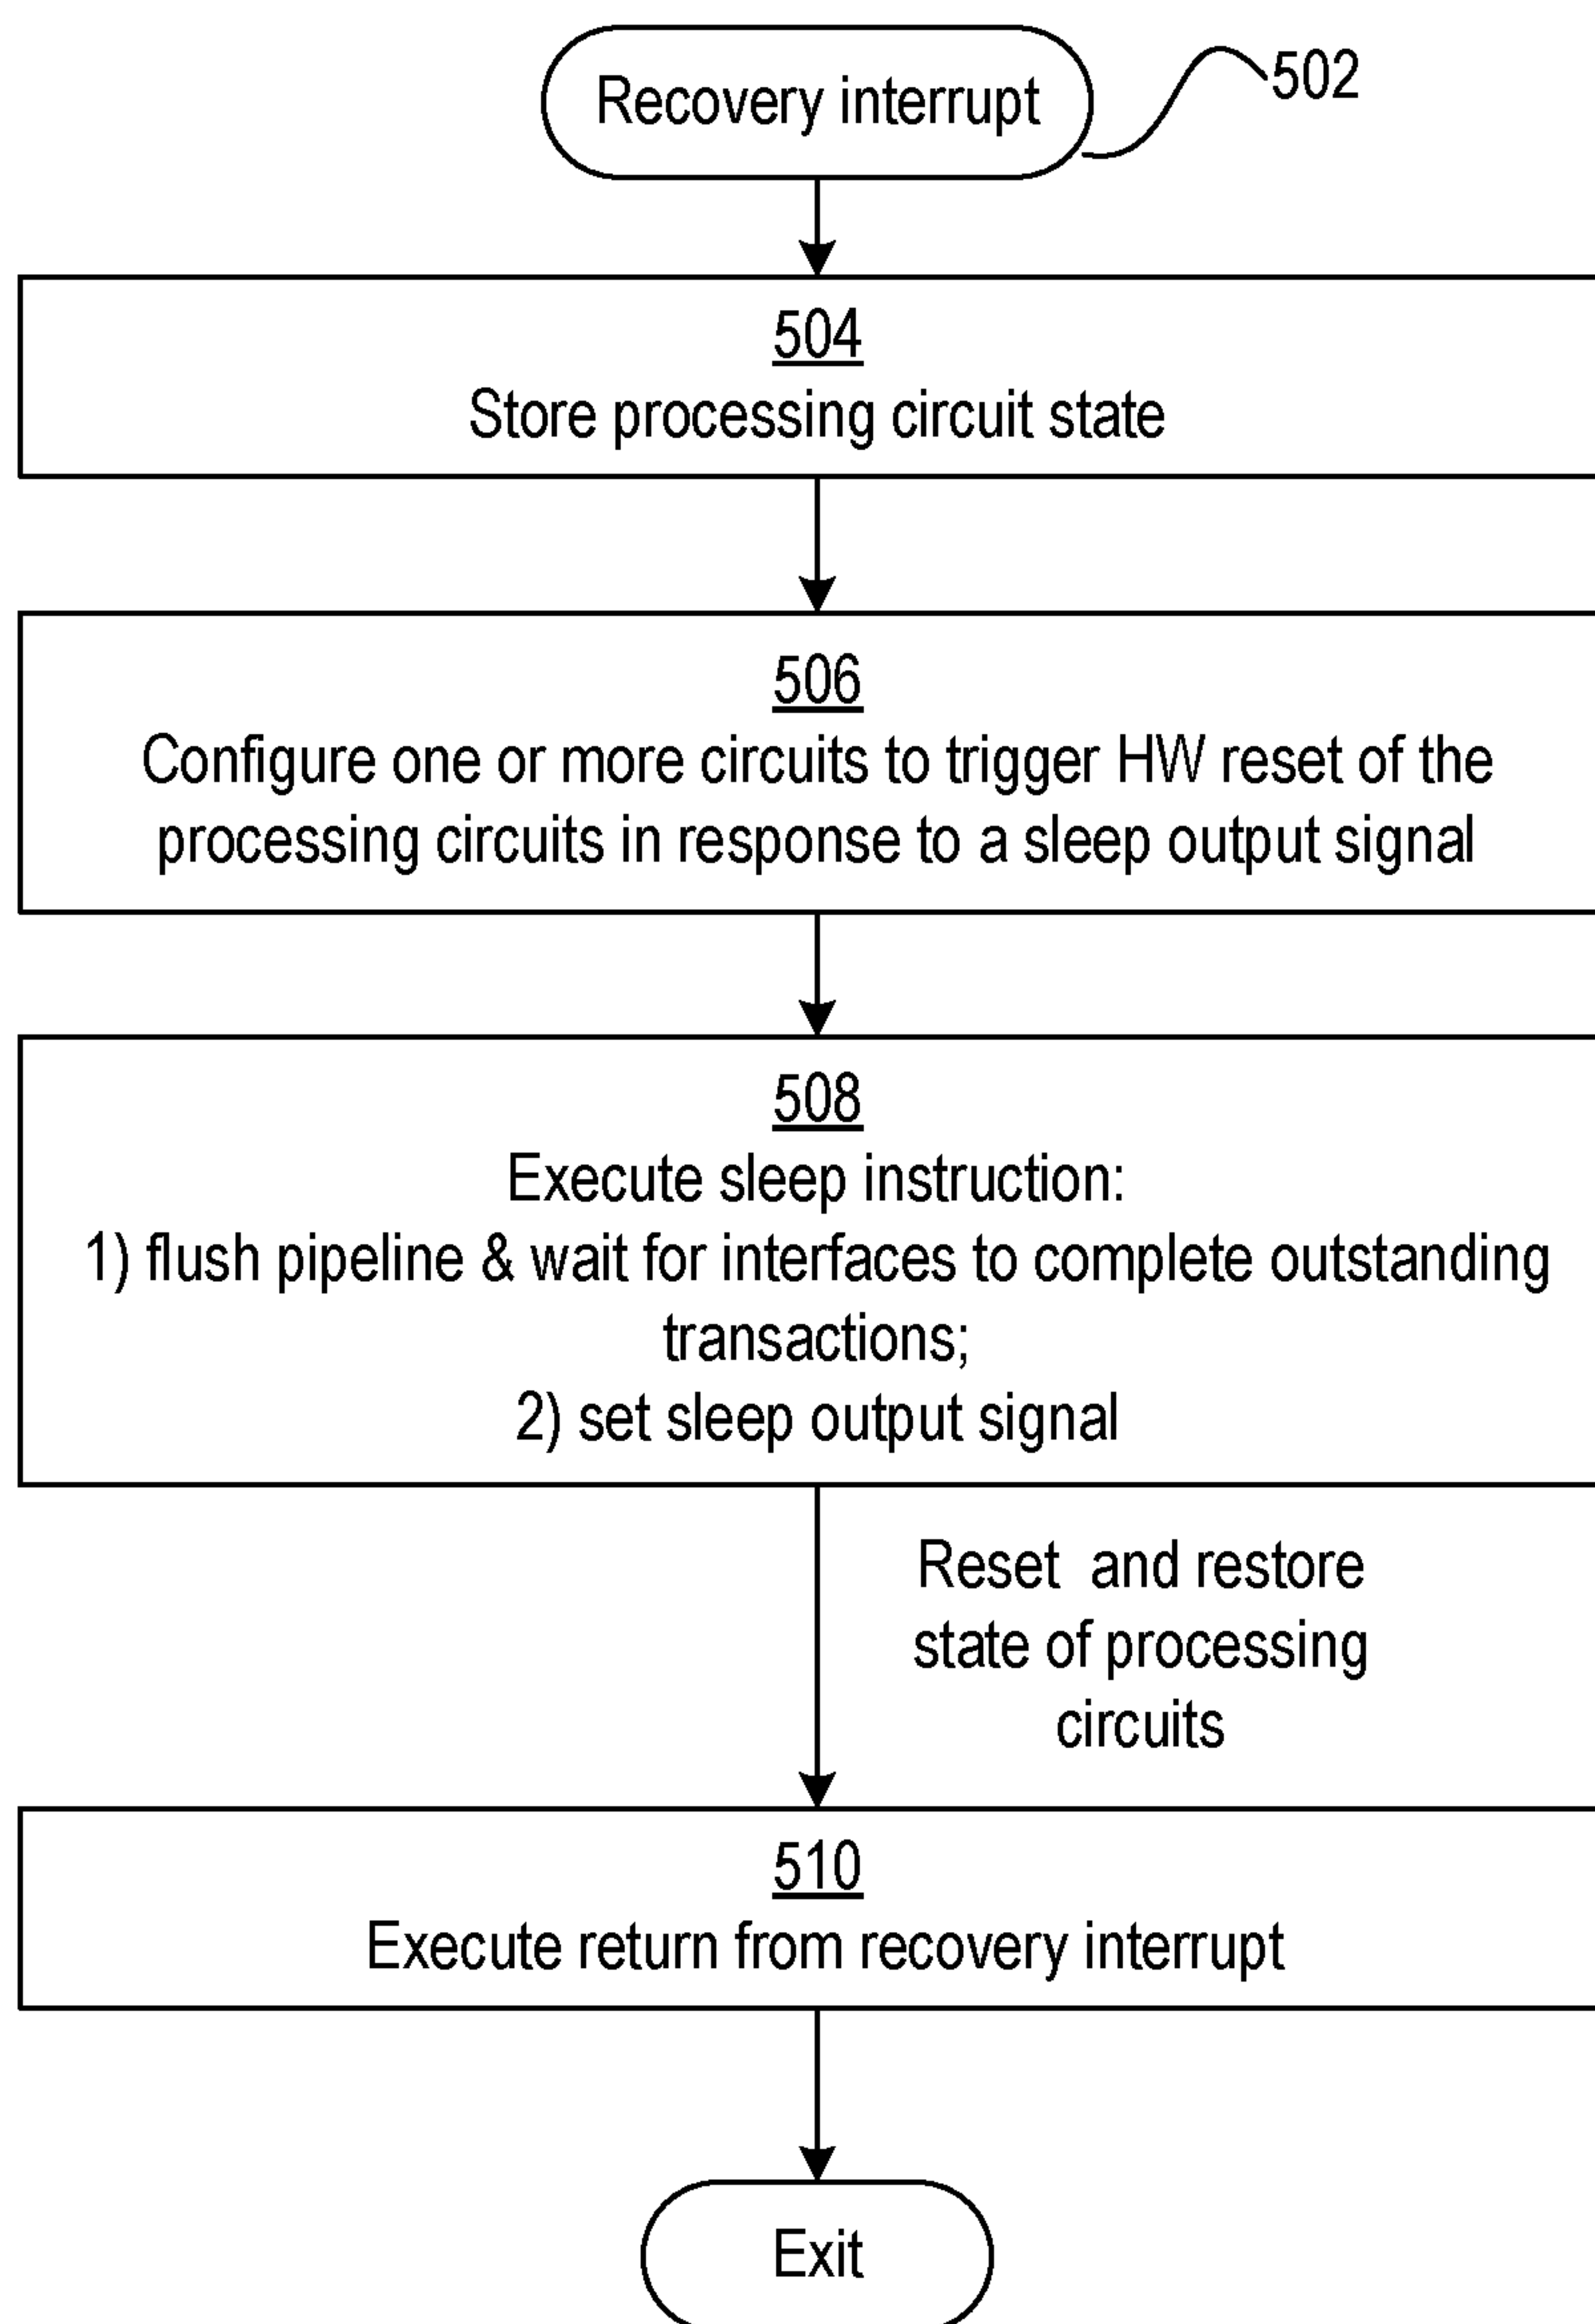 Recovery interrupt
502
504
Store processing circuit state
506
Configure one or more circuits to trigger HW reset of the
processing circuits in response to a sleep output signal
508
Execute sleep instruction:
1) flush pipeline & wait for interfaces to complete outstanding
transactions;
2) set sleep output signal
Reset and restore
state of processing
circuits
510
Execute return from recovery interrupt
Exit